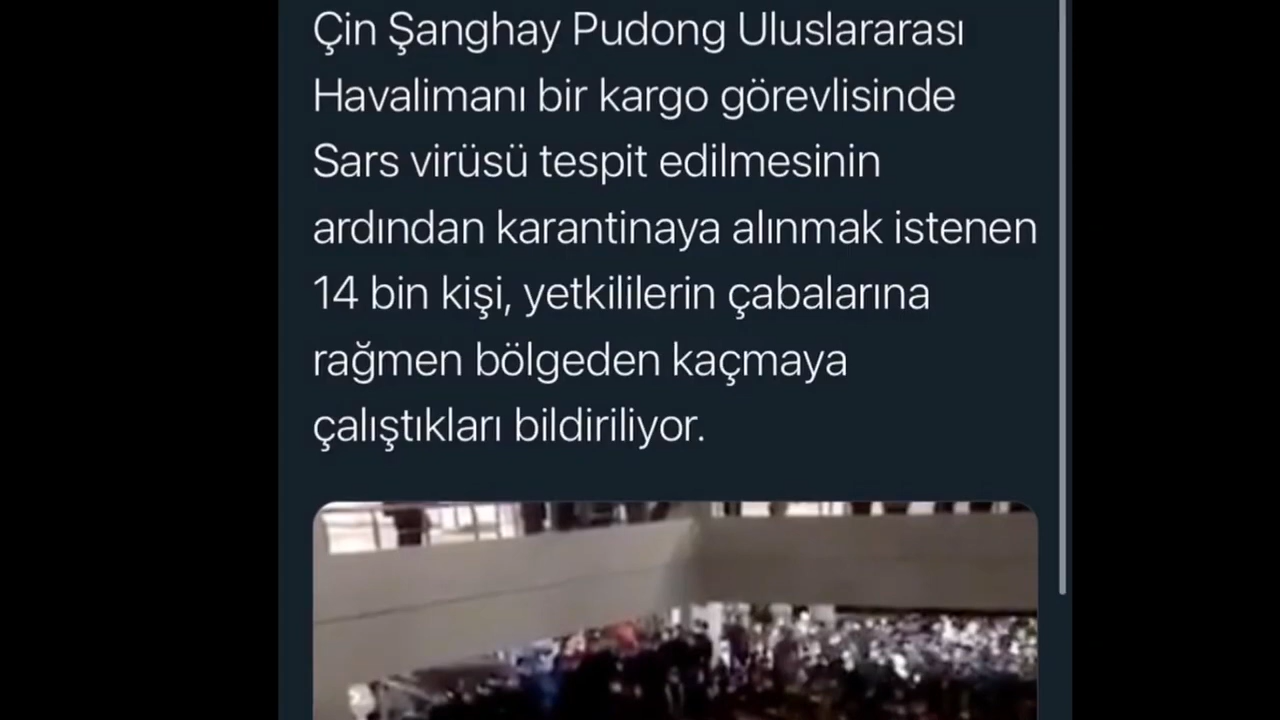 Çin Şanghay Pudong Uluslararası
Havalimanı bir kargo görevlisinde
Sars virüsü tespit edilmesinin
ardından karantinaya alınmak istenen
14 bin kişi, yetkililerin çabalarına
rağmen bölgeden kaçmaya
çalıştıkları bildiriliyor.